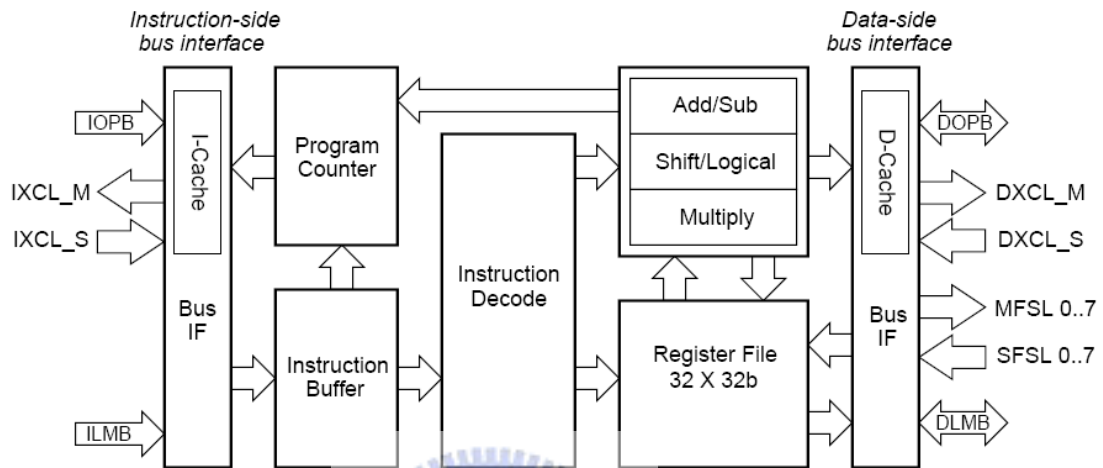 Instruction-side
bus interface
Data-side
bus interface
IOPB
IXCL_M
IXCL_S
ILMB
I-Cache
Bus
IF
Program
Counter
Instruction
Buffer
Instruction
Decode
Add/Sub
Shift/Logical
Multiply
Register File
32 X 32b
D-Cache
Bus
IF
DOPB
DXCL_M
DXCL_S
MFSL 0..7
SFSL 0..7
DLMB